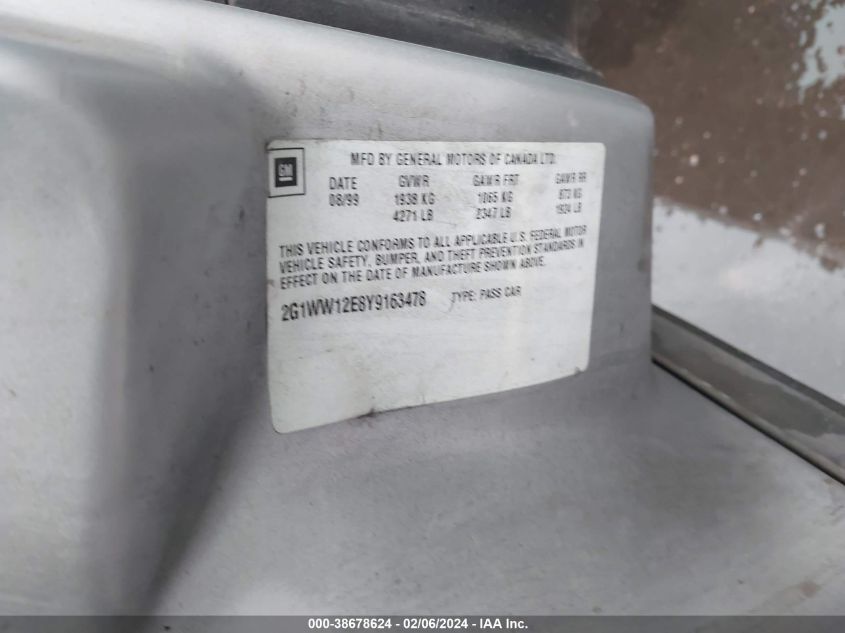 GM
MFD BY GENERAL MOTORS OF CANADA LTD.
DATE GVWR GAWR FRT GAWR RR
08/99 1938 KG 1065 KG 873 KG
4271 LB 2347 LB 1924 LB
THIS VEHICLE CONFORMS TO ALL APPLICABLE U.S. FEDERAL MOTOR
VEHICLE SAFETY, BUMPER, AND THEFT PREVENTION STANDARDS IN
EFFECT ON THE DATE OF MANUFACTURE SHOWN ABOVE.
2G1WW12E8Y9163478 TYPE: PASS CAR
000-38678624 - 02/06/2024 - IAA Inc.